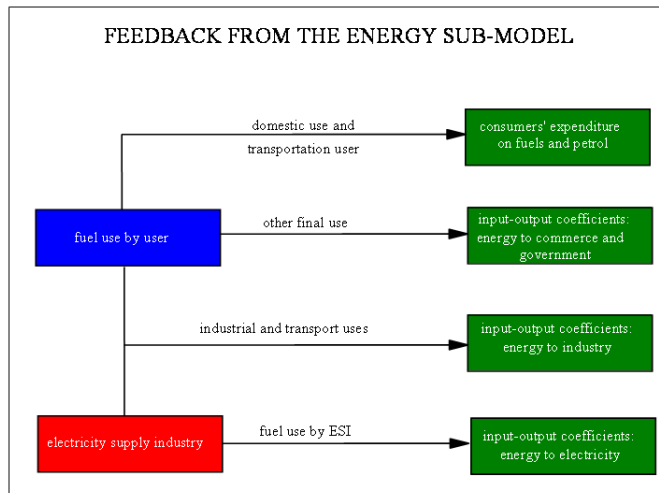 FEEDBACK FROM THE ENERGY SUB-MODEL
domestic use and
transportation user
consumers' expenditure
on fuels and petrol
fuel use by user
other final use
input-output coefficients:
energy to commerce and
government
industrial and transport uses
input-output coefficients:
energy to industry
electricity supply industry
fuel use by ESI
input-output coefficients:
energy to electricity